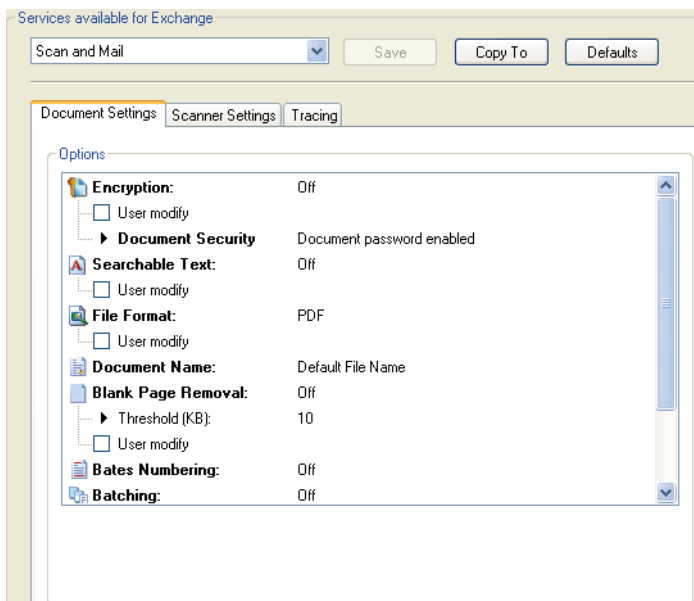 Services available for Exchange
Scan and Mail Save Copy To Defaults
Document Settings Scanner Settings Tracing
Options
Encryption: Off
User modify
Document Security Document password enabled
Searchable Text: Off
User modify
File Format: PDF
User modify
Document Name: Default File Name
Blank Page Removal: Off
Threshold (KB): 10
User modify
Bates Numbering: Off
Batching: Off